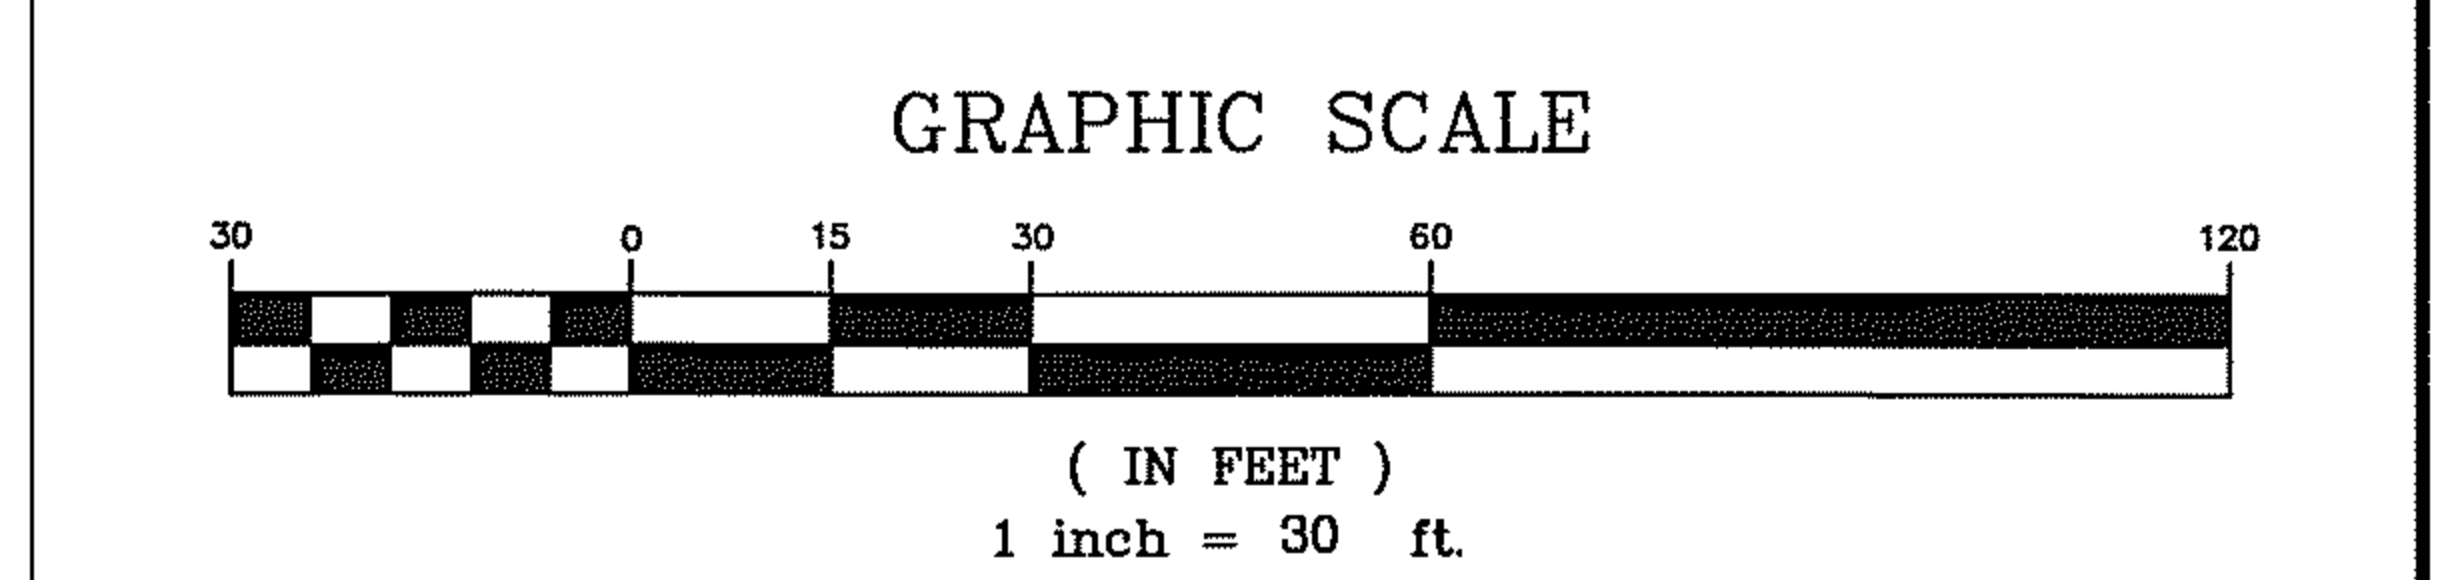 GRAPHIC SCALE
30 0 15 30 60 120
( IN FEET )
1 inch = 30 ft.